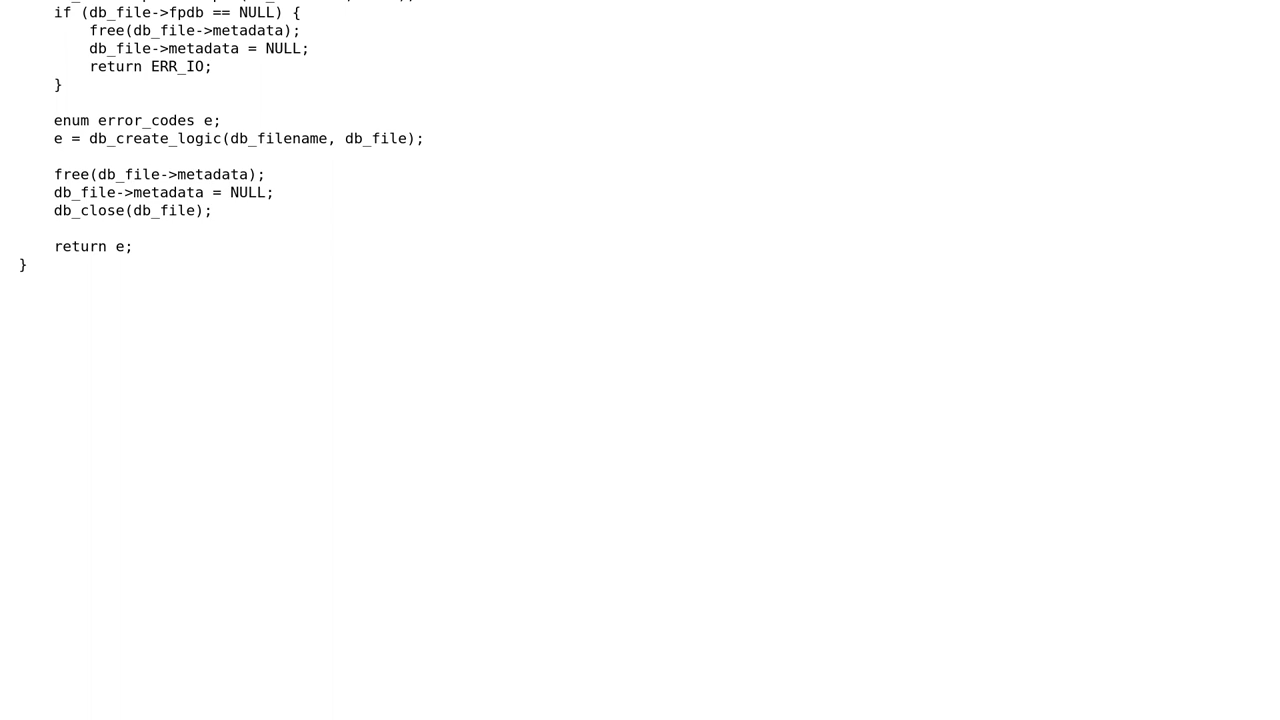 if (db_file->fpdb == NULL) {
        free(db_file->metadata);
        db_file->metadata = NULL;
        return ERR_IO;
    }

    enum error_codes e;
    e = db_create_logic(db_filename, db_file);

    free(db_file->metadata);
    db_file->metadata = NULL;
    db_close(db_file);

    return e;
}